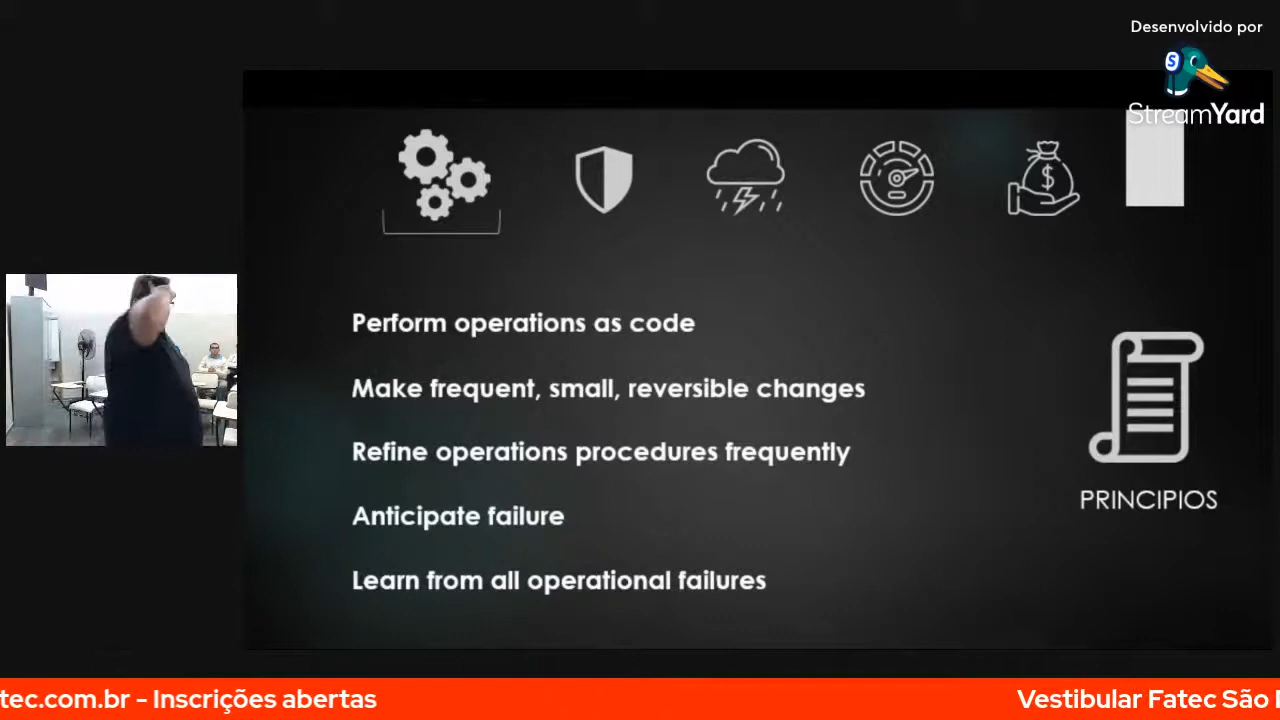 Desenvolvido por
StreamYard
Perform operations as code
Make frequent, small, reversible changes
Refine operations procedures frequently
Anticipate failure
Learn from all operational failures
PRINCIPIOS
tec.com.br - Inscrições abertas
Vestibular Fatec São